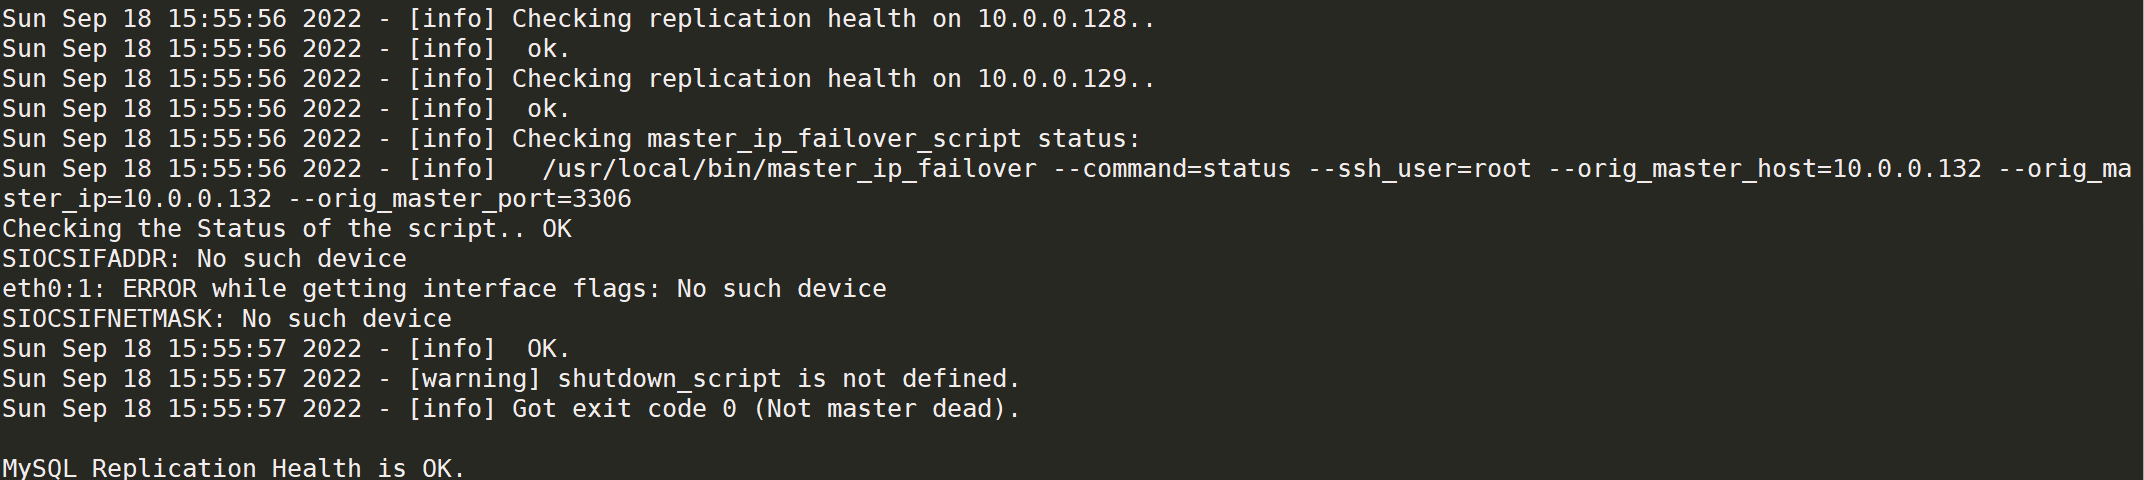 Sun Sep 18 15:55:56 2022 - [info] Checking replication health on 10.0.0.128..
Sun Sep 18 15:55:56 2022 - [info]  ok.
Sun Sep 18 15:55:56 2022 - [info] Checking replication health on 10.0.0.129..
Sun Sep 18 15:55:56 2022 - [info]  ok.
Sun Sep 18 15:55:56 2022 - [info] Checking master_ip_failover_script status:
Sun Sep 18 15:55:56 2022 - [info]   /usr/local/bin/master_ip_failover --command=status --ssh_user=root --orig_master_host=10.0.0.132 --orig_ma
ster_ip=10.0.0.132 --orig_master_port=3306
Checking the Status of the script.. OK
SIOCSIFADDR: No such device
eth0:1: ERROR while getting interface flags: No such device
SIOCSIFNETMASK: No such device
Sun Sep 18 15:55:57 2022 - [info]  OK.
Sun Sep 18 15:55:57 2022 - [warning] shutdown_script is not defined.
Sun Sep 18 15:55:57 2022 - [info] Got exit code 0 (Not master dead).
MySQL Replication Health is OK.